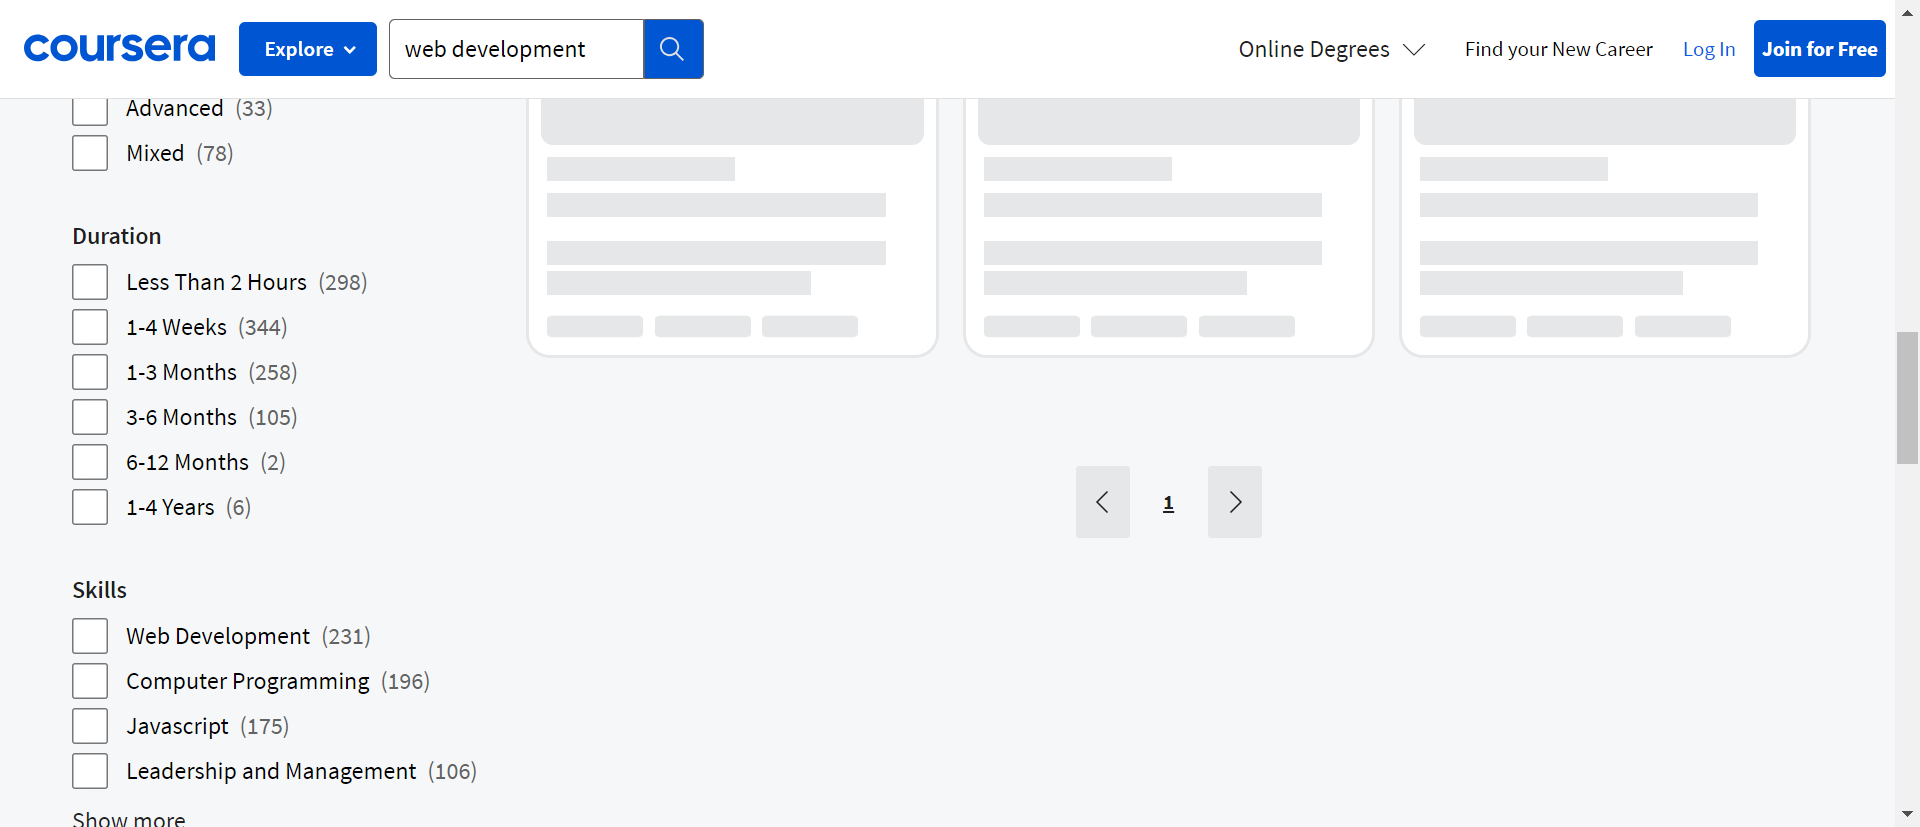 coursera Explore web development Online Degrees Find your New Career Log In Join for Free
Advanced (33)
Mixed (78)
Duration
Less Than 2 Hours (298)
1-4 Weeks (344)
1-3 Months (258)
3-6 Months (105)
6-12 Months (2)
1-4 Years (6)
1
Skills
Web Development (231)
Computer Programming (196)
Javascript (175)
Leadership and Management (106)
Show more